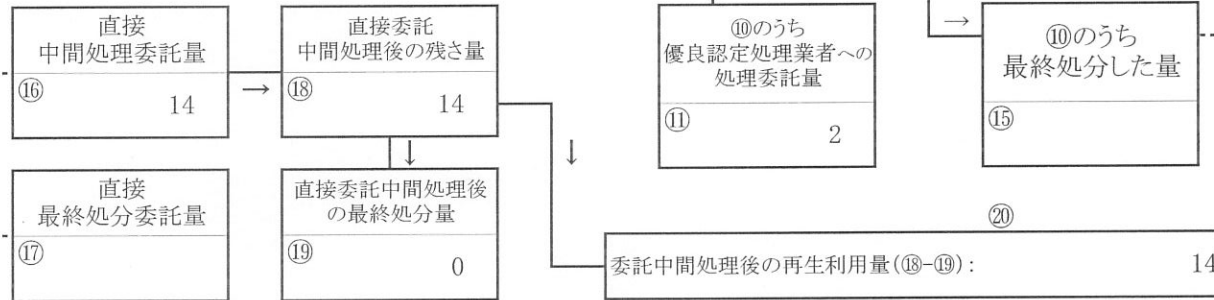 直接
中間処理委託量
⑯
14
→
直接委託
中間処理後の残さ量
⑱
14
⑩のうち
優良認定処理業者への
処理委託量
⑪
2
→
⑩のうち
最終処分した量
⑮
↓
↓
直接
最終処分委託量
⑰
直接委託中間処理後
の最終処分量
⑲
0
⑳
委託中間処理後の再生利用量(⑱-⑲):
14